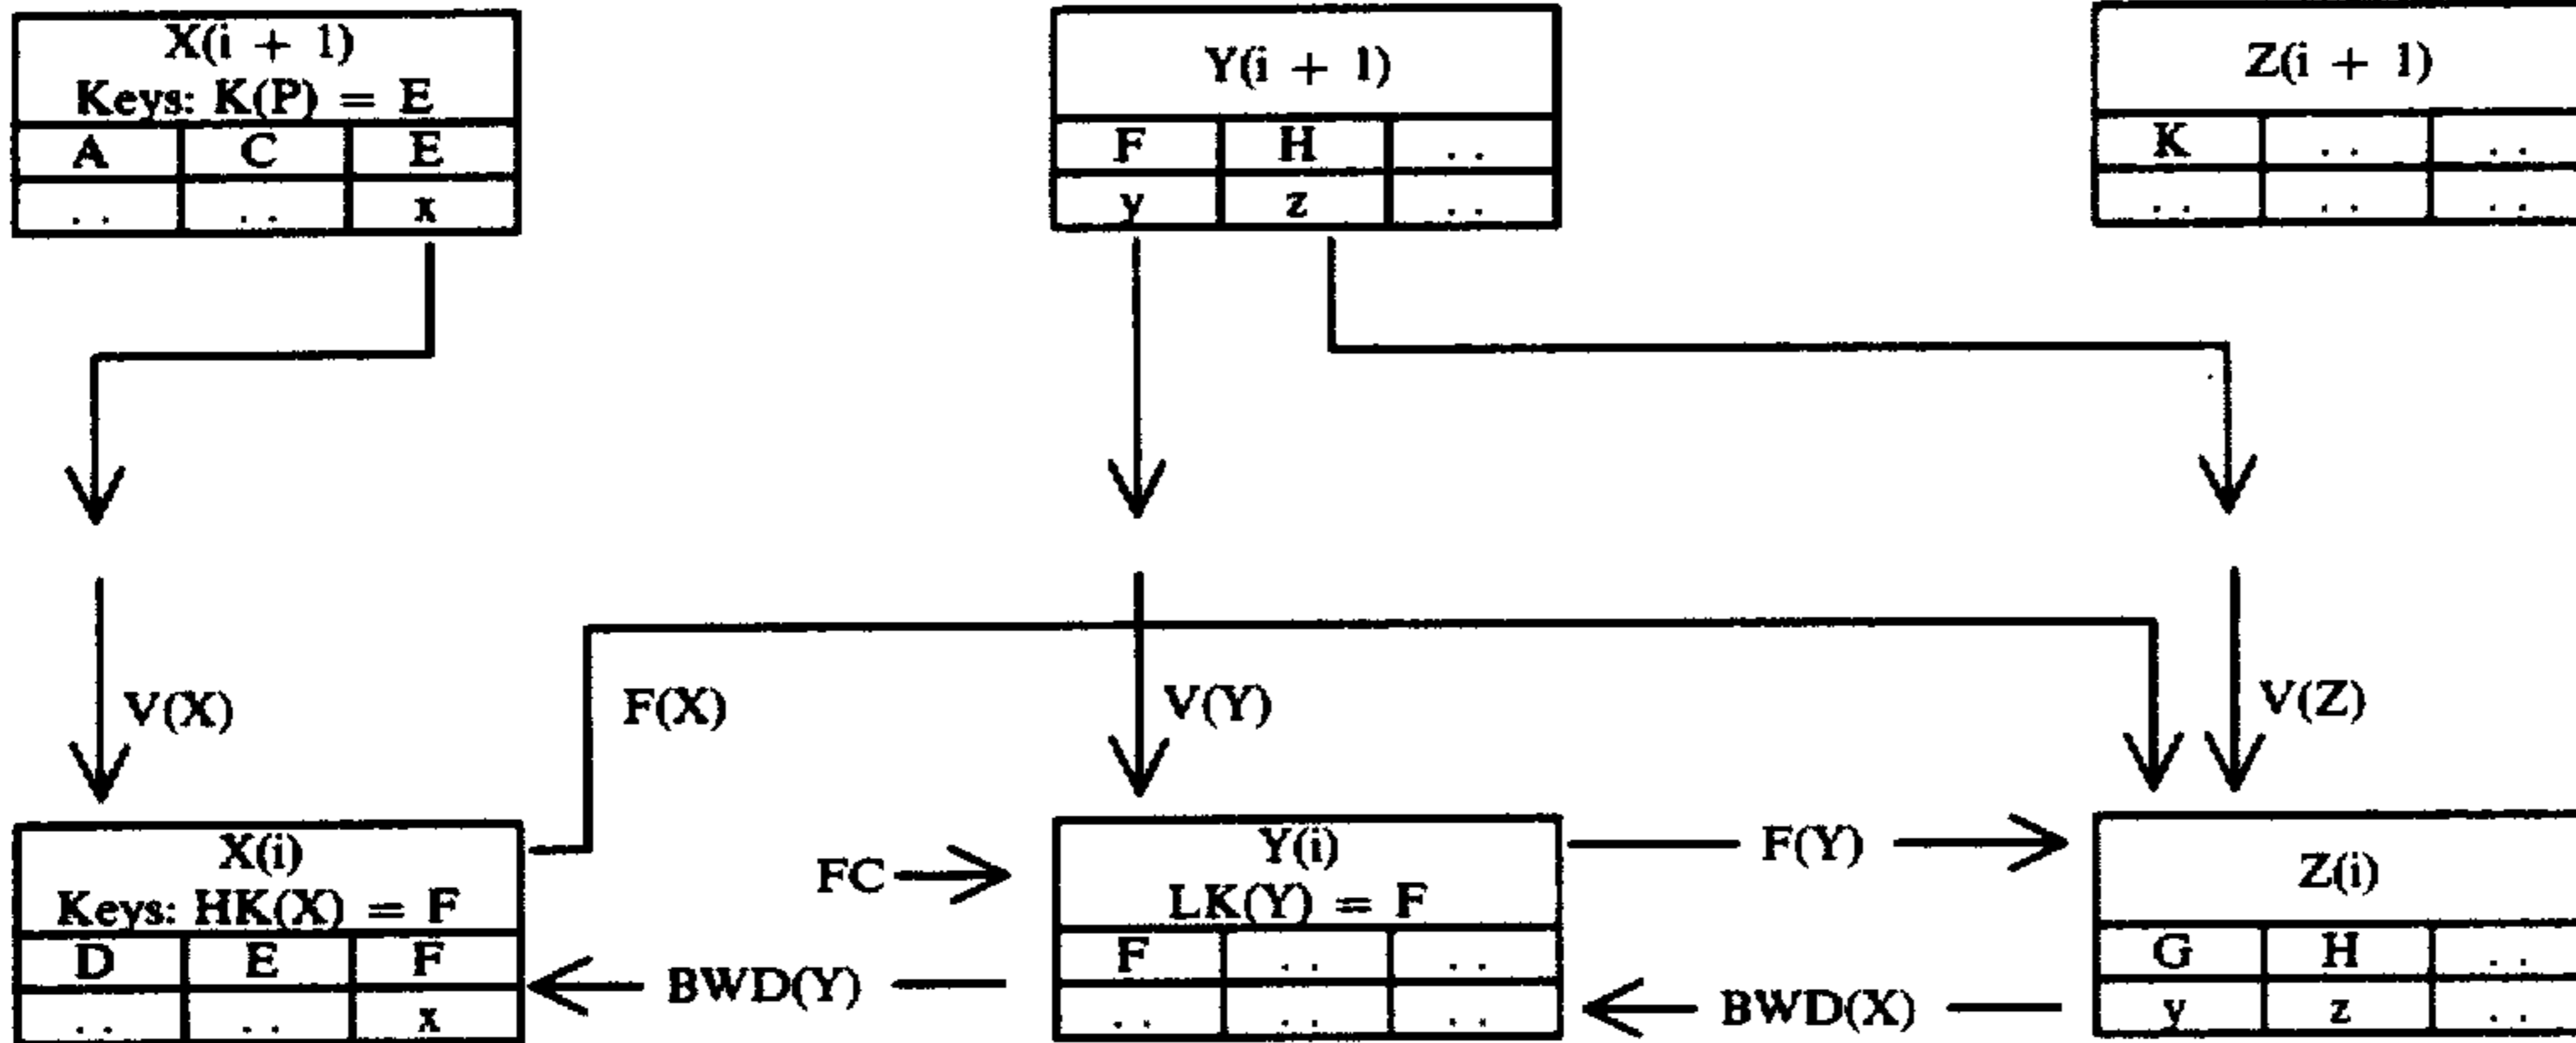 X(i + 1)
Keys: K(P) = E
A C E
. . . . x
Y(i + 1)
F H . .
y z . .
Z(i + 1)
K . . . .
. . . . . .
V(X)
F(X)
V(Y)
V(Z)
X(i)
Keys: HK(X) = F
D E F
. . . . x
FC
BWD(Y)
Y(i)
LK(Y) = F
F . . . .
. . . . . .
F(Y)
BWD(X)
Z(i)
G H . .
y z . .